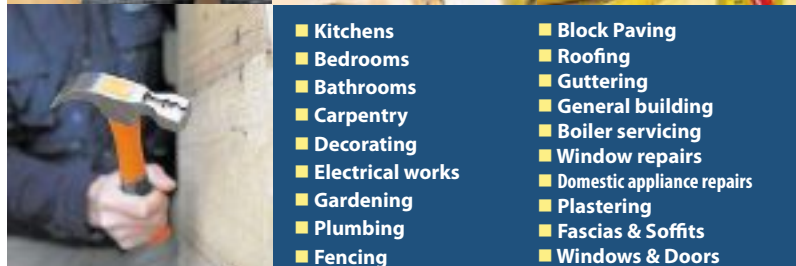 Kitchens
Bedrooms
Bathrooms
Carpentry
Decorating
Electrical works
Gardening
Plumbing
Fencing
Block Paving
Roofing
Guttering
General building
Boiler servicing
Window repairs
Domestic appliance repairs
Plastering
Fascias & Soffits
Windows & Doors